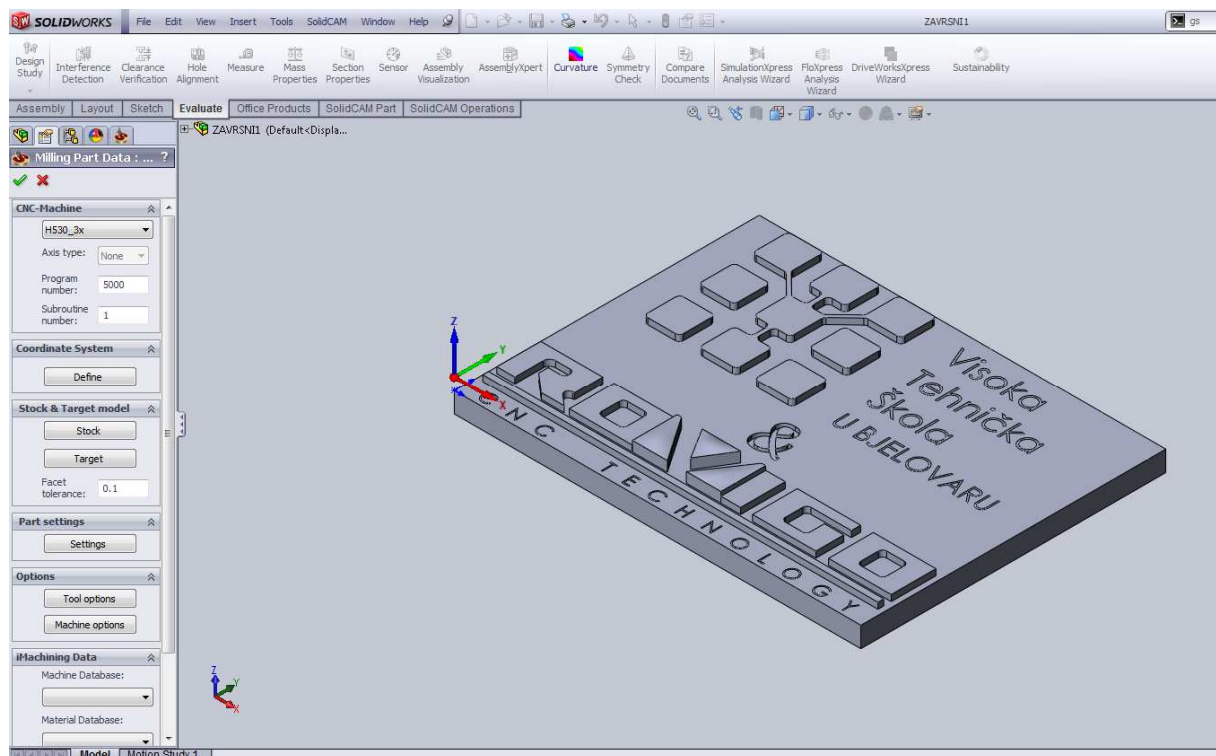 SOLIDWORKS File Edit View Insert Tools SolidCAM Window Help ZAVRSNI1 gs
Design Study
Interference Detection
Clearance Verification
Hole Alignment
Measure
Mass Properties
Section Properties
Sensor
Assembly Visualization
AssemblyXpert
Curvature
Symmetry Check
Compare Documents
SimulationXpress Analysis Wizard
FloXpress Analysis Wizard
DriveWorksXpress Wizard
Sustainability
Assembly Layout Sketch Evaluate Office Products SolidCAM Part SolidCAM Operations
ZAVRSNI1 (Default<Displa...
Milling Part Data : ... ?
CNC-Machine
H530_3x
Axis type: None
Program number: 5000
Subroutine number: 1
Coordinate System
Define
Stock & Target model
Stock
Target
Facet tolerance: 0.1
Part settings
Settings
Options
Tool options
Machine options
iMachining Data
Machine Database:
Material Database:
Z
Y
X
Visoka
Tehnička
Škola
U BJELOVARU
&
CNC TECHNOLOGY
Z
Y
X
Model Motion Study 1